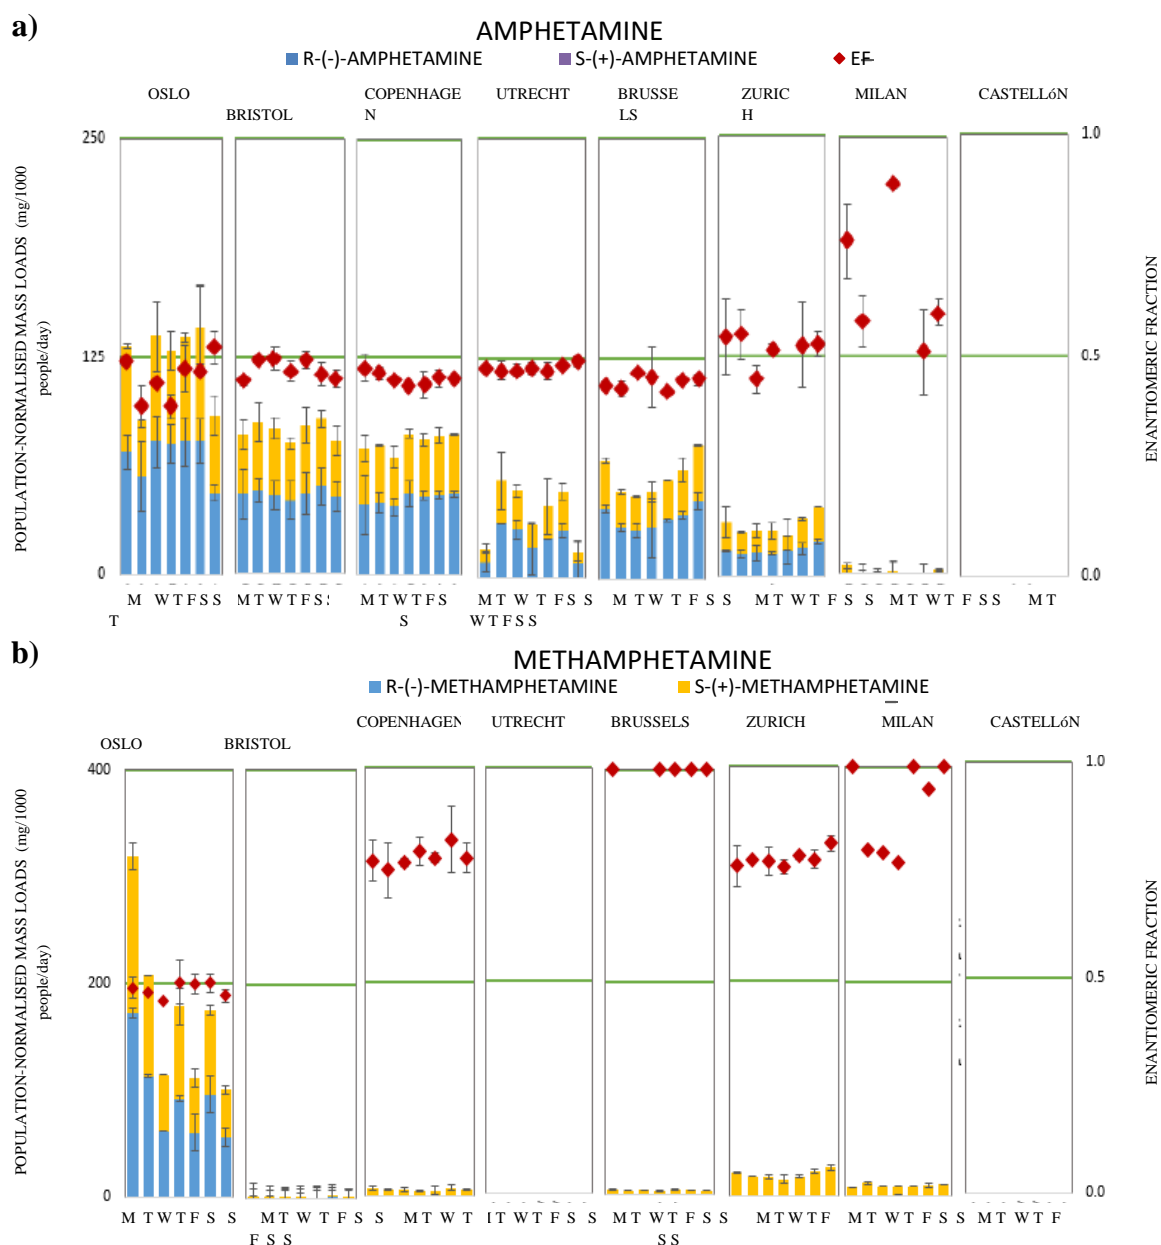 a)
AMPHETAMINE
R-(-)-AMPHETAMINE S-(+)-AMPHETAMINE EF
OSLO COPENHAGE UTRECHT BRUSSE ZURIC MILAN CASTELLóN
BRISTOL N LS H
250 1.0
POPULATION-NORMALISED MASS LOADS (mg/1000
people/day)
125 0.5
ENANTIOMERIC FRACTION
0 0.0
M W T F S S M T W T F S M T W T F S M T W T F S S M T W T F S S M T W T F S S M T W T F S S M T
T S W T F S S
b)
METHAMPHETAMINE
R-(-)-METHAMPHETAMINE S-(+)-METHAMPHETAMINE
COPENHAGEN UTRECHT BRUSSELS ZURICH MILAN CASTELLóN
OSLO BRISTOL
400 1.0
POPULATION-NORMALISED MASS LOADS (mg/1000
people/day)
200 0.5
ENANTIOMERIC FRACTION
0 0.0
M T W T F S S M T W T F S S M T W T T W T F S S M T W T F S S M T W T F M T W T F S S M T W T F
F S S S S